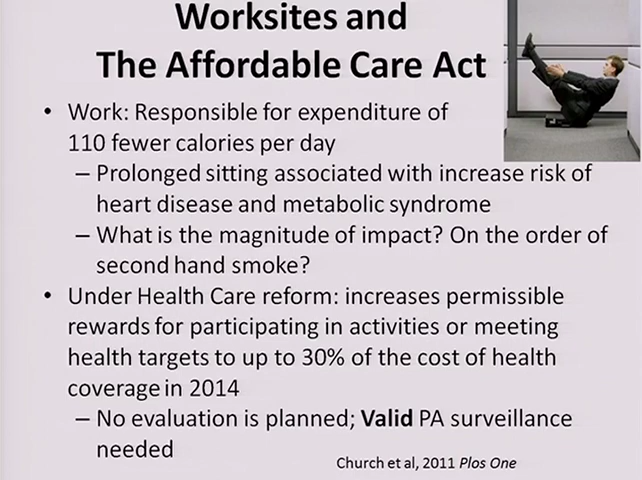 Worksites and
The Affordable Care Act
• Work: Responsible for expenditure of
110 fewer calories per day
– Prolonged sitting associated with increase risk of
heart disease and metabolic syndrome
– What is the magnitude of impact? On the order of
second hand smoke?
• Under Health Care reform: increases permissible
rewards for participating in activities or meeting
health targets to up to 30% of the cost of health
coverage in 2014
– No evaluation is planned; Valid PA surveillance
needed
Church et al, 2011 Plos One